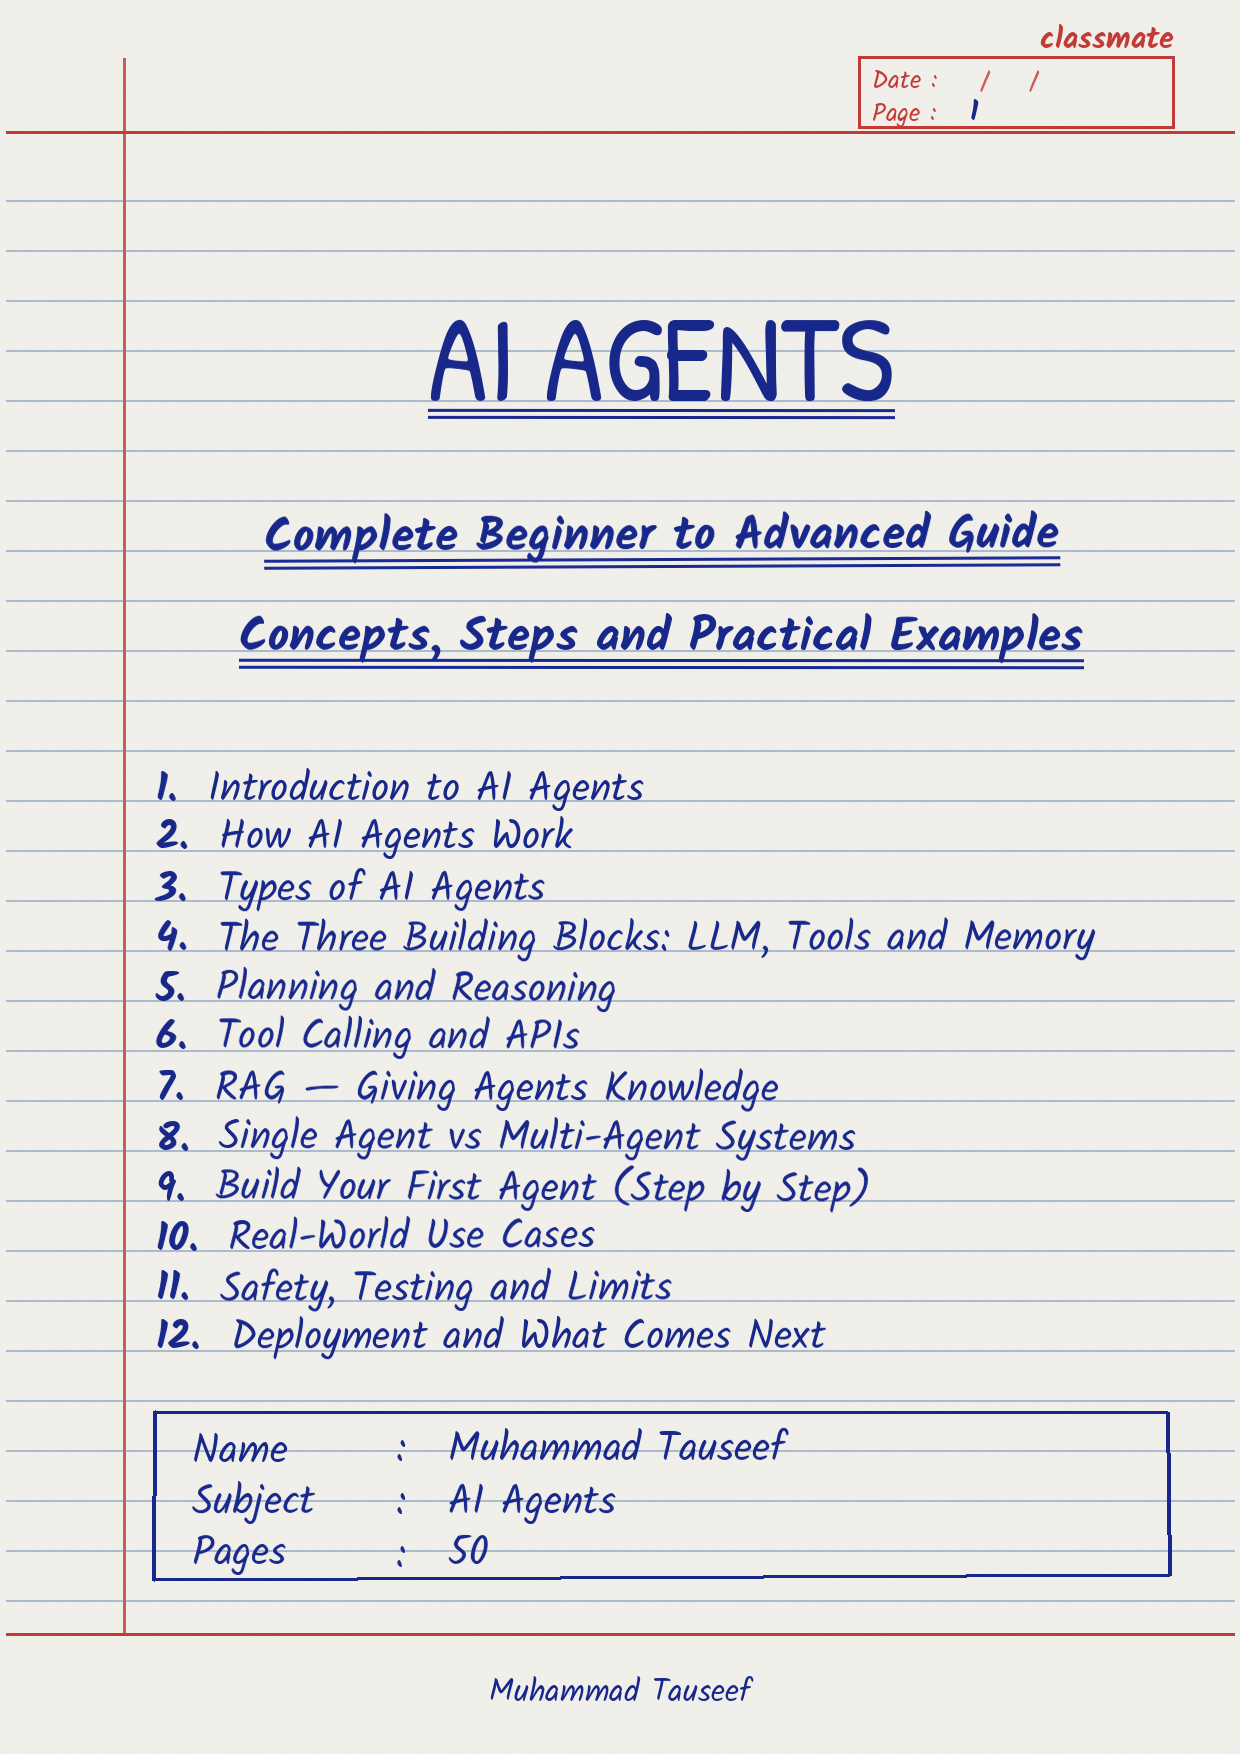 classmate
Date : / /
Page : 1
AI AGENTS
Complete Beginner to Advanced Guide
Concepts, Steps and Practical Examples
1. Introduction to AI Agents
2. How AI Agents Work
3. Types of AI Agents
4. The Three Building Blocks: LLM, Tools and Memory
5. Planning and Reasoning
6. Tool Calling and APIs
7. RAG — Giving Agents Knowledge
8. Single Agent vs Multi-Agent Systems
9. Build Your First Agent (Step by Step)
10. Real-World Use Cases
11. Safety, Testing and Limits
12. Deployment and What Comes Next
Name : Muhammad Tauseef
Subject : AI Agents
Pages : 50
Muhammad Tauseef